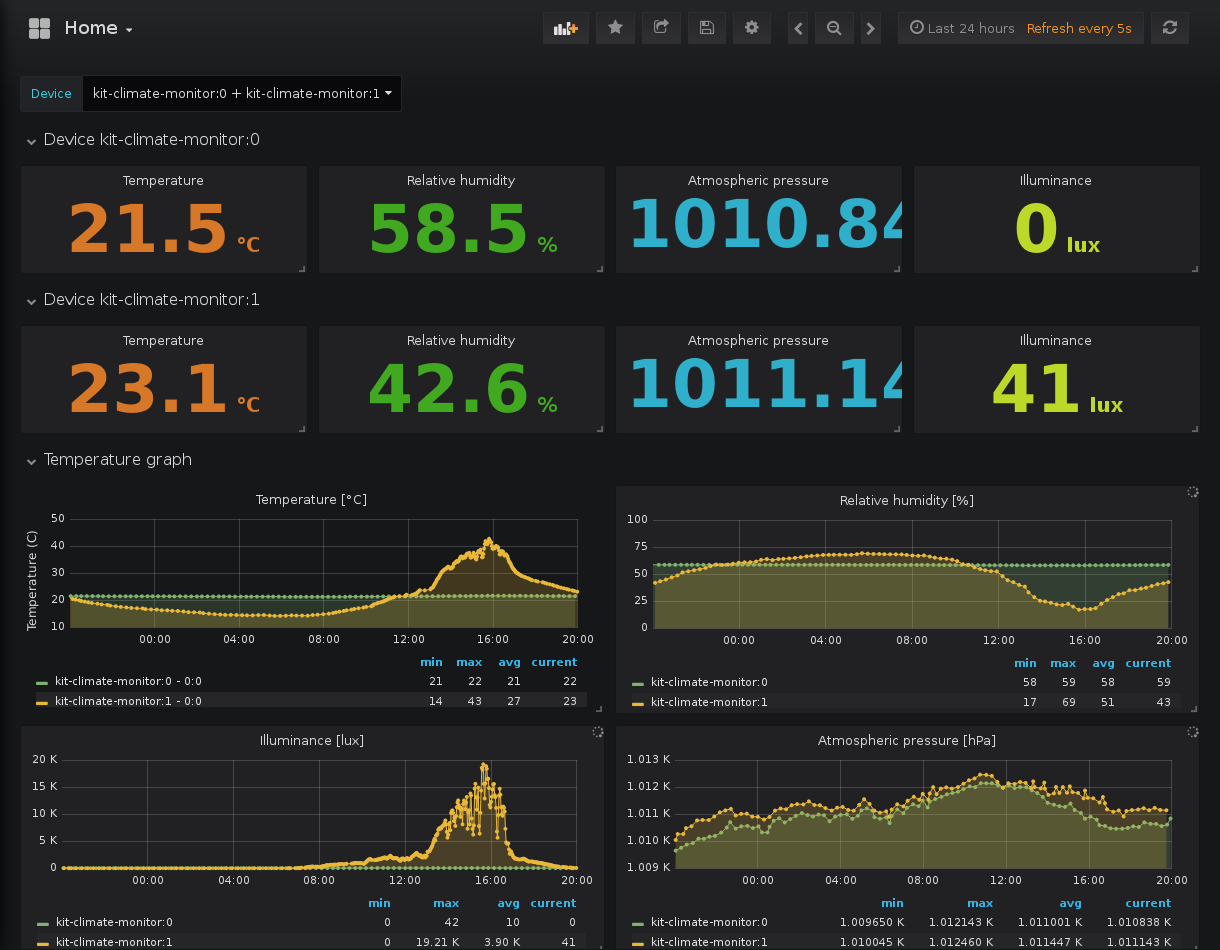 Home
Last 24 hours Refresh every 5s
Device kit-climate-monitor:0 + kit-climate-monitor:1
Device kit-climate-monitor:0
Temperature Relative humidity Atmospheric pressure Illuminance
21.5 °C 58.5 % 1010.84 0 lux
Device kit-climate-monitor:1
Temperature Relative humidity Atmospheric pressure Illuminance
23.1 °C 42.6 % 1011.14 41 lux
Temperature graph
Temperature [°C]
Temperature (C)
50
40
30
20
10
00:00 04:00 08:00 12:00 16:00 20:00
min max avg current
kit-climate-monitor:0 - 0:0 21 22 21 22
kit-climate-monitor:1 - 0:0 14 43 27 23
Relative humidity [%]
100
75
50
25
0
00:00 04:00 08:00 12:00 16:00 20:00
min max avg current
kit-climate-monitor:0 58 59 58 59
kit-climate-monitor:1 17 69 51 43
Illuminance [lux]
20 K
15 K
10 K
5 K
0
00:00 04:00 08:00 12:00 16:00 20:00
min max avg current
kit-climate-monitor:0 0 42 10 0
kit-climate-monitor:1 0 19.21 K 3.90 K 41
Atmospheric pressure [hPa]
1.013 K
1.012 K
1.011 K
1.010 K
1.009 K
00:00 04:00 08:00 12:00 16:00 20:00
min max avg current
kit-climate-monitor:0 1.009650 K 1.012143 K 1.011001 K 1.010838 K
kit-climate-monitor:1 1.010045 K 1.012460 K 1.011447 K 1.011143 K